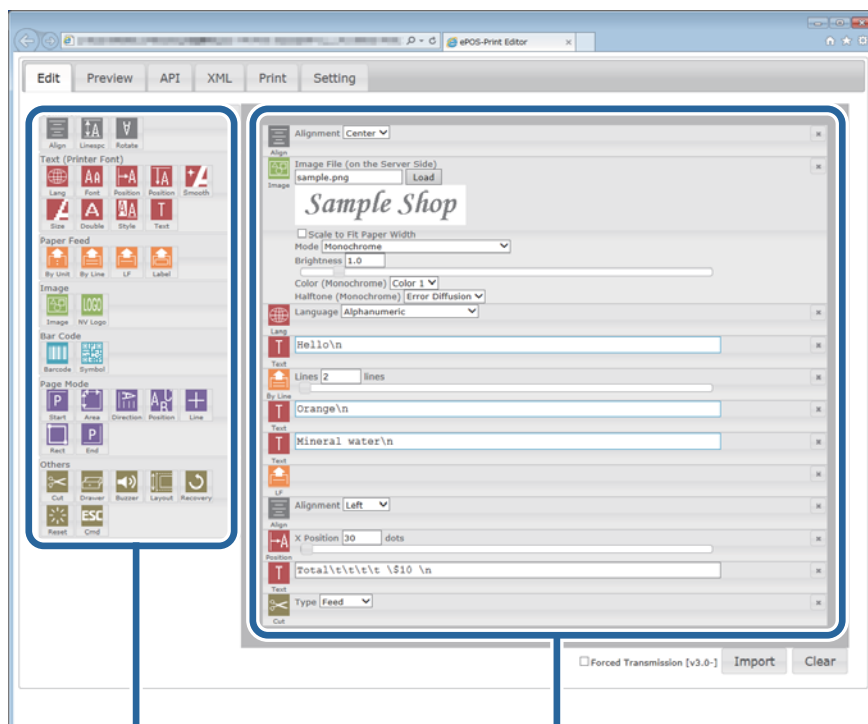 ePOS-Print Editor
Edit Preview API XML Print Setting
Align Linespc Rotate
Text (Printer Font)
Lang Font Position Position Smooth
Size Double Style Text
Paper Feed
By Unit By Line LF Label
Image
LOGO
Image NV Logo
Bar Code
Barcode Symbol
Page Mode
Start Area Direction Position Line
Rect End
Others
Cut Drawer Buzzer Layout Recovery
ESC
Reset Cmd
Alignment Center
Align
Image File (on the Server Side)
sample.png Load
Image
Sample Shop
Scale to Fit Paper Width
Mode Monochrome
Brightness 1.0
Color (Monochrome) Color 1
Halftone (Monochrome) Error Diffusion
Language Alphanumeric
Lang
Hello\n
Text
Lines 2 lines
By Line
Orange\n
Text
Mineral water\n
Text
LF
Alignment Left
Align
X Position 30 dots
Position
Total\t\t\t\t \$10 \n
Text
Type Feed
Cut
Forced Transmission [v3.0-] Import Clear